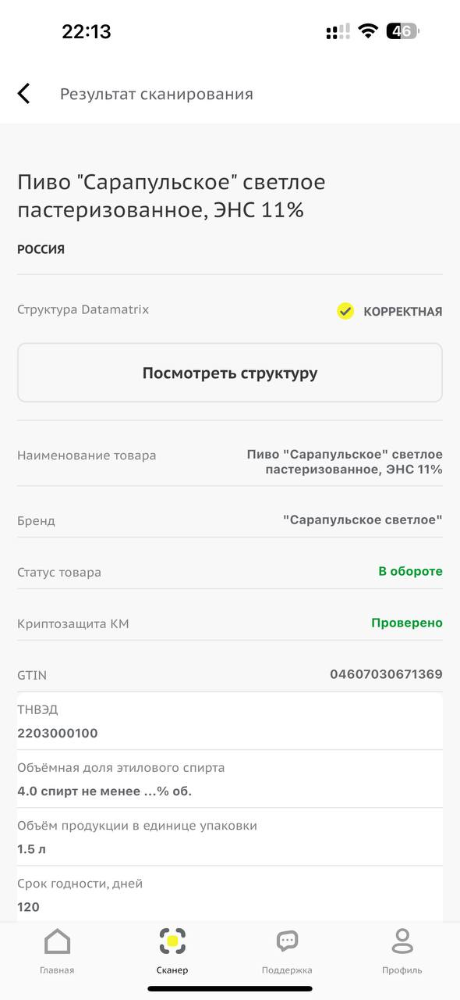 22:13
46
Результат сканирования
Пиво "Сарапульское" светлое
пастеризованное, ЭНС 11%
РОССИЯ
Структура Datamatrix
КОРРЕКТНАЯ
Посмотреть структуру
Наименование товара
Пиво "Сарапульское" светлое
пастеризованное, ЭНС 11%
Бренд
"Сарапульское светлое"
Статус товара
В обороте
Криптозащита КМ
Проверено
GTIN
04607030671369
ТНВЭД
2203000100
Объёмная доля этилового спирта
4.0 спирт не менее ...% об.
Объём продукции в единице упаковки
1.5 л
Срок годности, дней
120
Главная
Сканер
Поддержка
Профиль